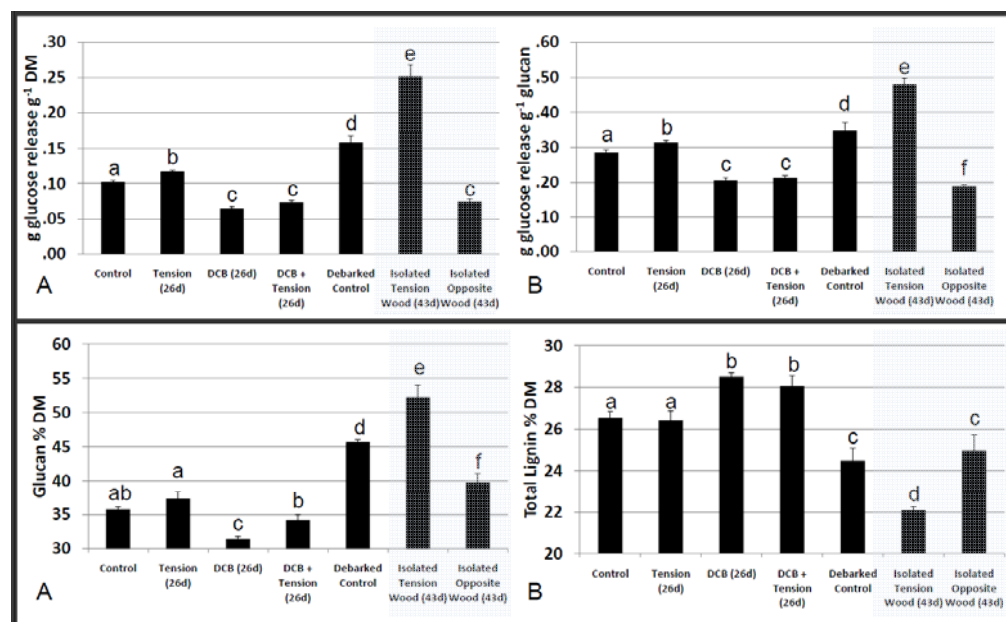 g glucose release g-1 DM
.30
.25
.20
.15
.10
.05
.00
a
b
c
c
d
e
c
Control
Tension (26d)
DCB (26d)
DCB + Tension (26d)
Debarked Control
Isolated Tension Wood (43d)
Isolated Opposite Wood (43d)
A
g glucose release g-1 glucan
.60
.50
.40
.30
.20
.10
.00
a
b
c
c
d
e
f
Control
Tension (26d)
DCB (26d)
DCB + Tension (26d)
Debarked Control
Isolated Tension Wood (43d)
Isolated Opposite Wood (43d)
B
Glucan % DM
60
55
50
45
40
35
30
ab
a
c
b
d
e
f
Control
Tension (26d)
DCB (26d)
DCB + Tension (26d)
Debarked Control
Isolated Tension Wood (43d)
Isolated Opposite Wood (43d)
A
Total Lignin % DM
30
28
26
24
22
20
a
a
b
b
c
d
c
Control
Tension (26d)
DCB (26d)
DCB + Tension (26d)
Debarked Control
Isolated Tension Wood (43d)
Isolated Opposite Wood (43d)
B